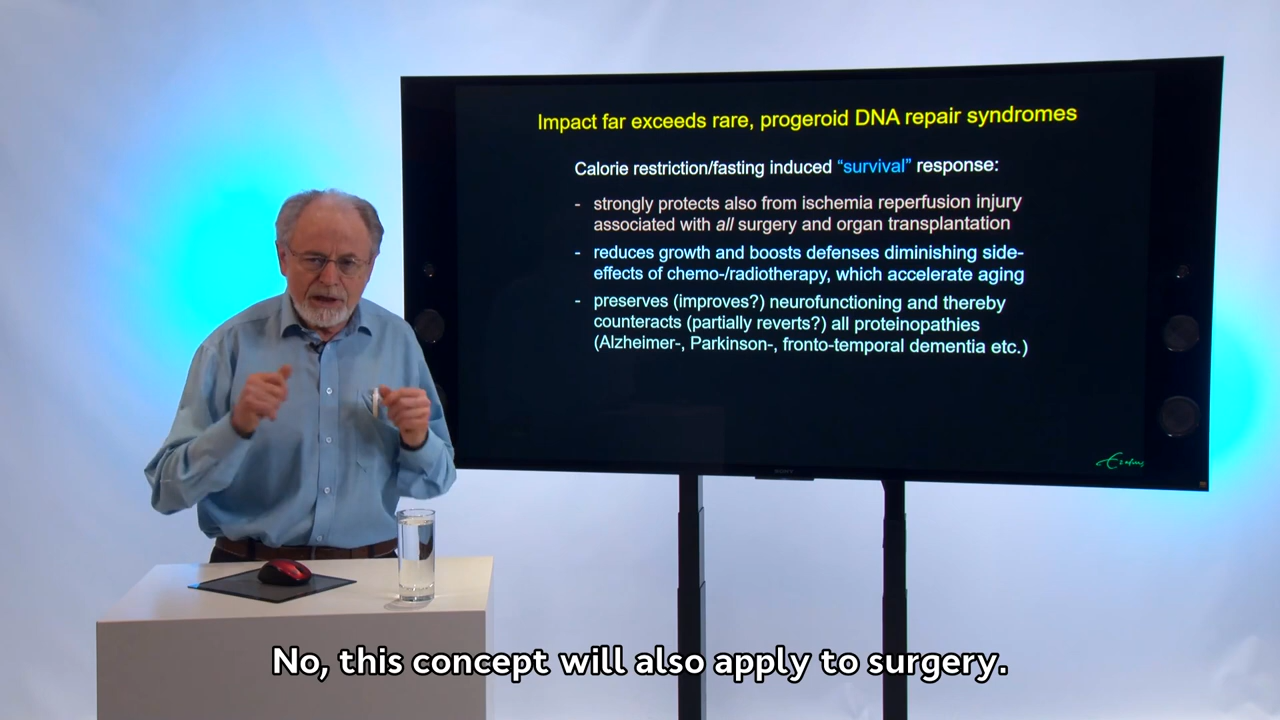 Impact far exceeds rare, progeroid DNA repair syndromes
Calorie restriction/fasting induced “survival” response:
- strongly protects also from ischemia reperfusion injury
associated with all surgery and organ transplantation
- reduces growth and boosts defenses diminishing side-
effects of chemo-/radiotherapy, which accelerate aging
- preserves (improves?) neurofunctioning and thereby
counteracts (partially reverts?) all proteinopathies
(Alzheimer-, Parkinson-, fronto-temporal dementia etc.)
SONY
No, this concept will also apply to surgery.